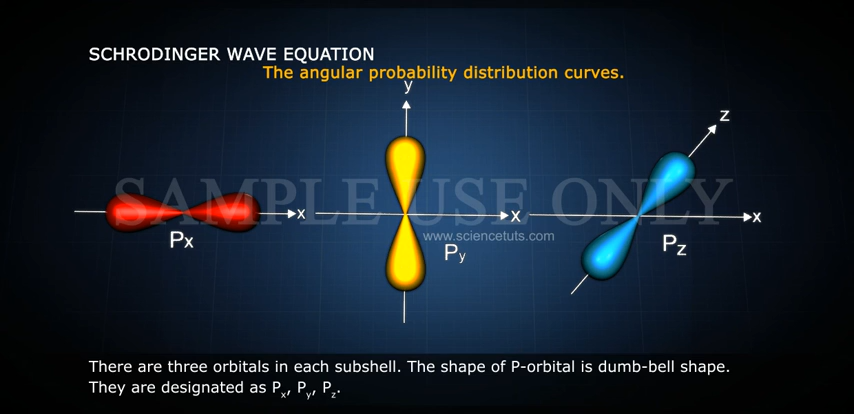 SCHRODINGER WAVE EQUATION
The angular probability distribution curves.
y
z
SAMPLE USE ONLY
x
x
x
www.sciencetuts.com
Px
Py
Pz
There are three orbitals in each subshell. The shape of P-orbital is dumb-bell shape.
They are designated as Px, Py, Pz.